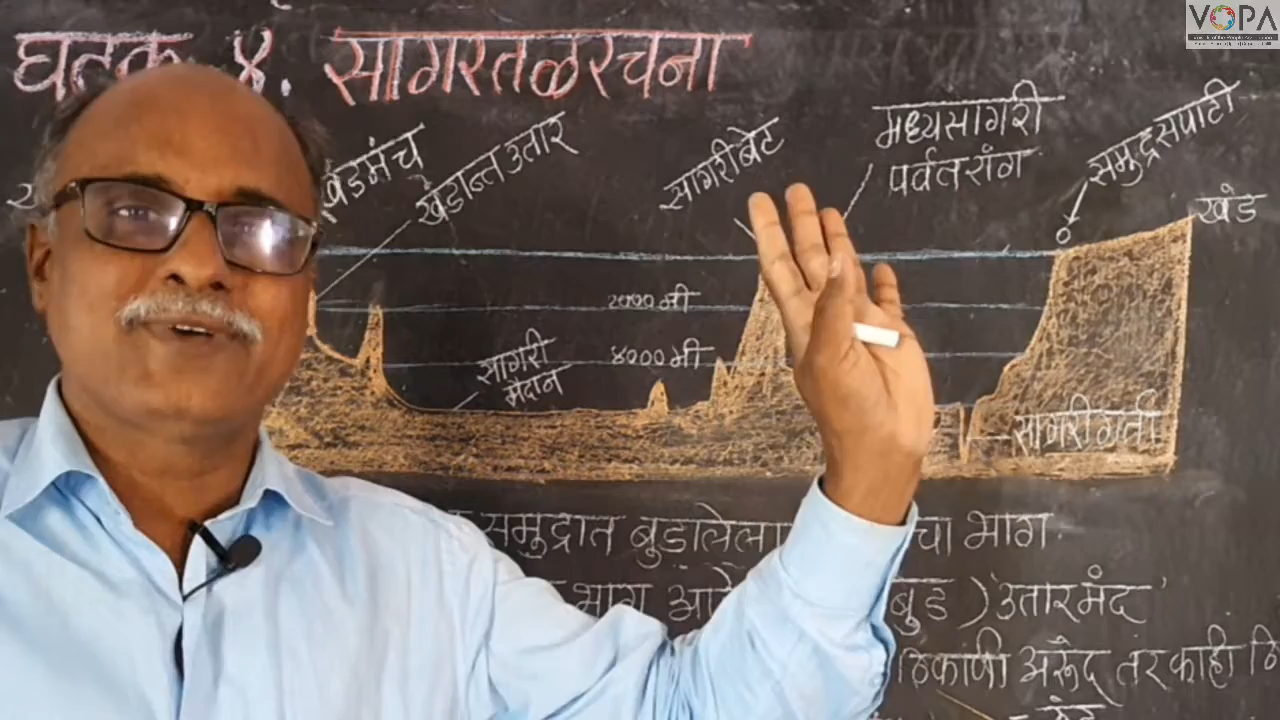 VOPA
घटक ४. सागरतळरचना
खंडमंच
खंडान्त उतार
सागरी बेट
मध्यसागरी
पर्वतरांग
समुद्रसपाटी
खंड
२००० मी
४००० मी
सागरी
मैदान
सागरी गर्ता
समुद्रात बुडालेला चा भाग
भाग बुड ) 'उतारमंद'
ठिकाणी अरूंद तर काही